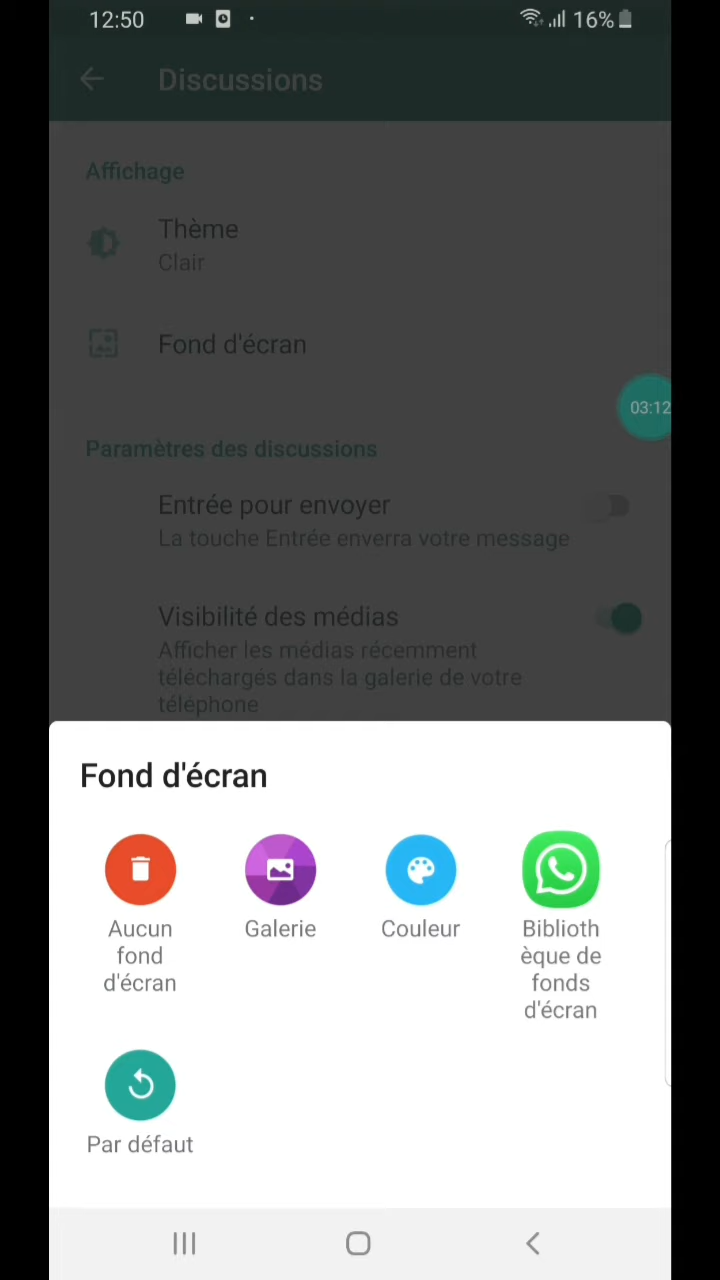 12:50
16%
Discussions
Affichage
Thème
Clair
Fond d'écran
03:12
Paramètres des discussions
Entrée pour envoyer
La touche Entrée enverra votre message
Visibilité des médias
Afficher les médias récemment
téléchargés dans la galerie de votre
téléphone
Fond d'écran
Aucun
fond
d'écran
Galerie
Couleur
Biblioth
èque de
fonds
d'écran
Par défaut